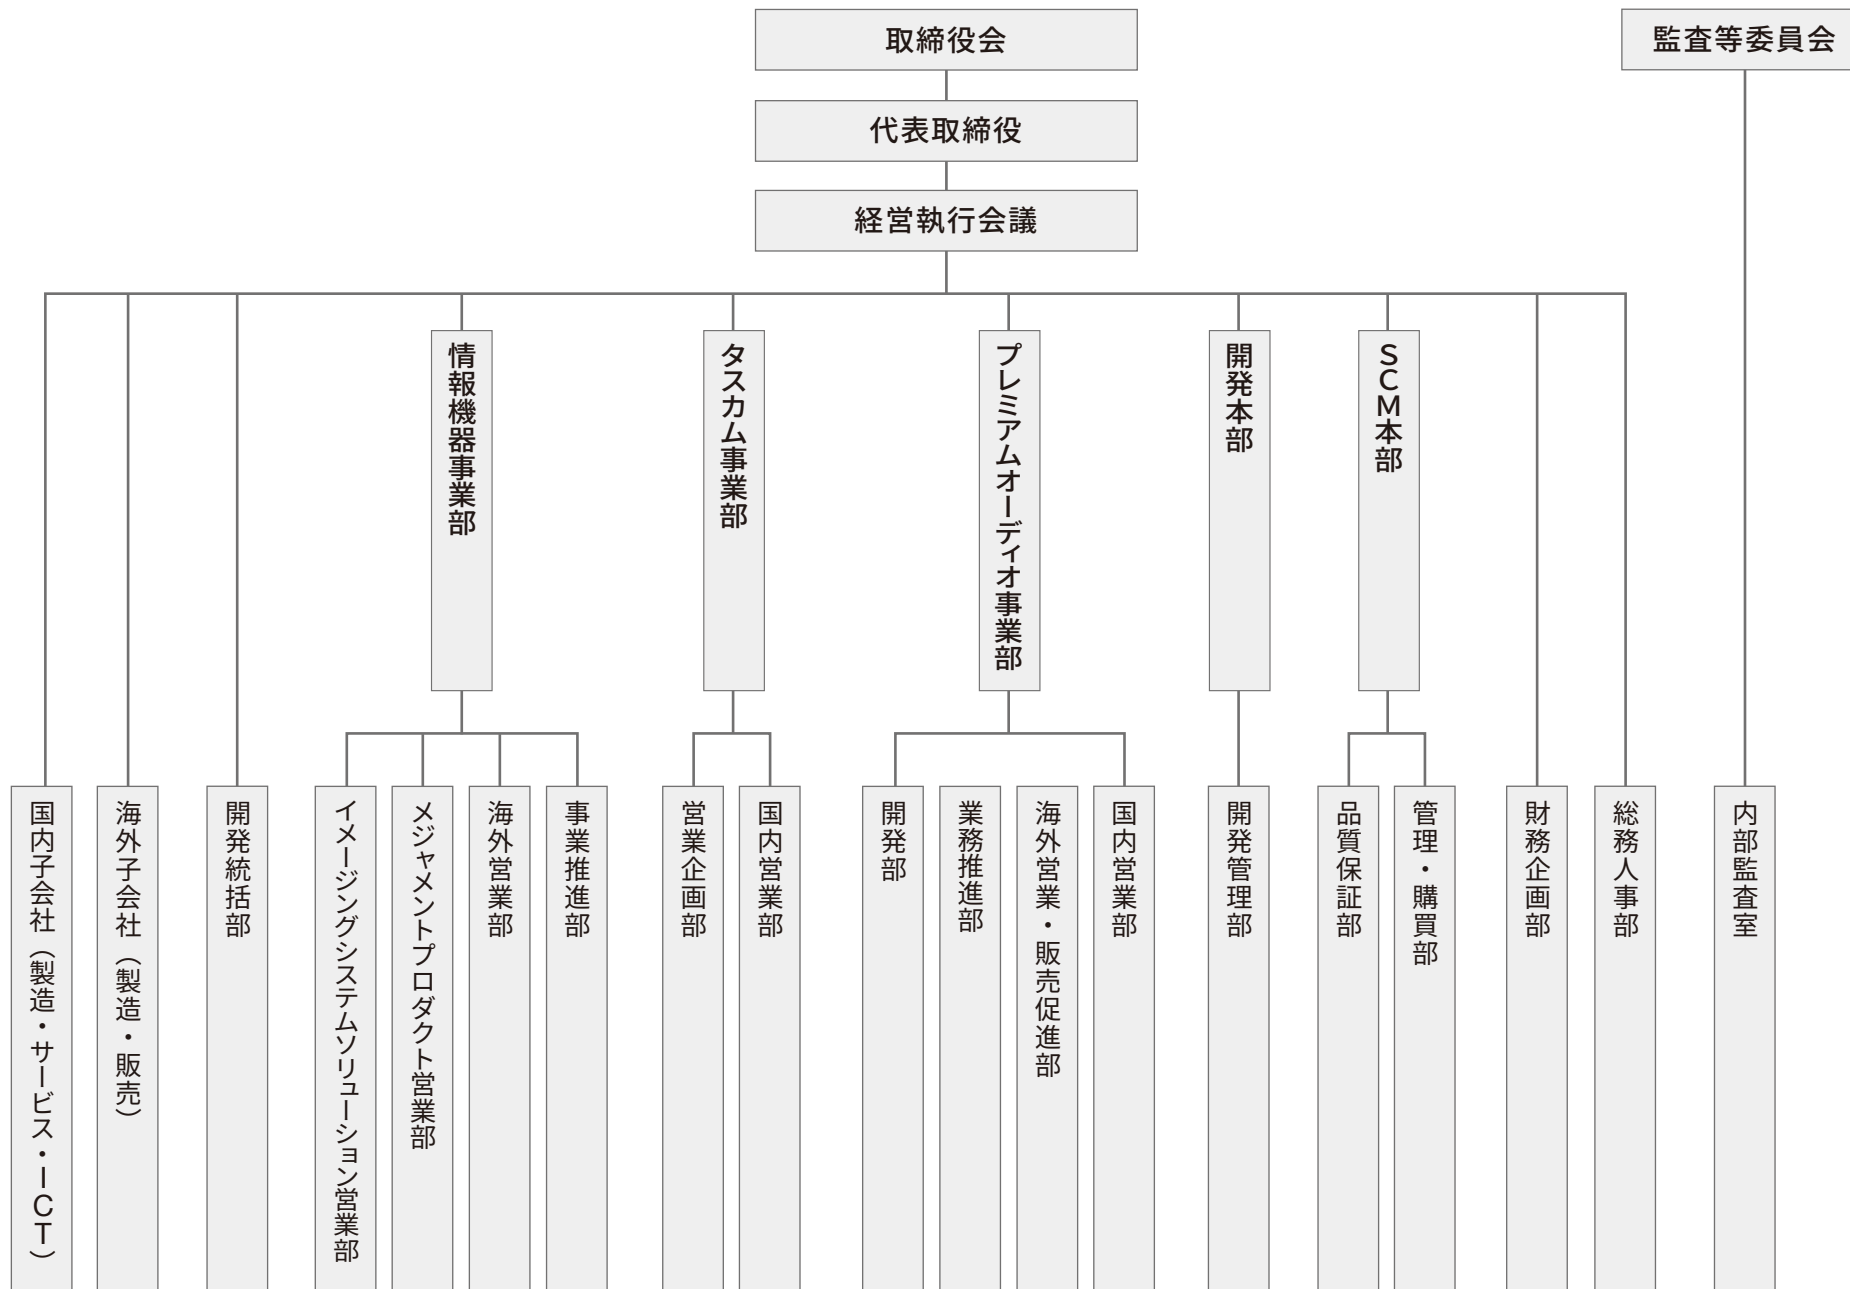 取締役会
監査等委員会
代表取締役
経営執行会議
情報機器事業部
タスカム事業部
プレミアムオーディオ事業部
開発本部
SCM本部
国内子会社（製造・サービス・ICT）
海外子会社（製造・販売）
開発統括部
イメージングシステムソリューション営業部
メジャメントプロダクト営業部
海外営業部
事業推進部
営業企画部
国内営業部
開発部
業務推進部
海外営業・販売促進部
国内営業部
開発管理部
品質保証部
管理・購買部
財務企画部
総務人事部
内部監査室